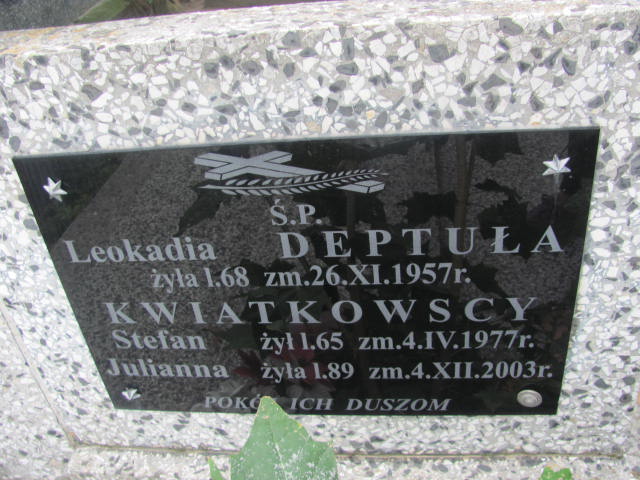 Ś.P.
Leokadia DEPTUŁA
żyła l.68 zm.26.XI.1957r.
KWIATKOWSCY
Stefan żył l.65 zm.4.IV.1977r.
Julianna żyła l.89 zm.4.XII.2003r.
POKÓJ ICH DUSZOM